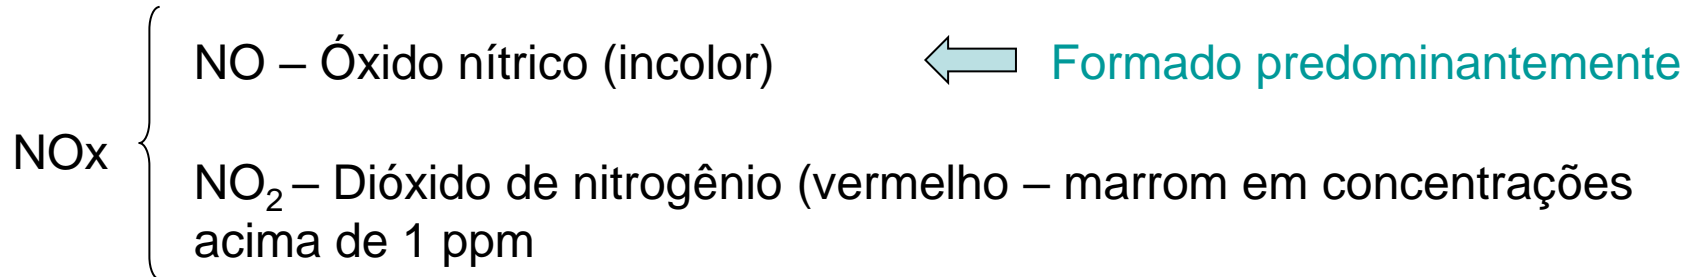 NO – Óxido nítrico (incolor) Formado predominantemente
NOx
NO₂ – Dióxido de nitrogênio (vermelho – marrom em concentrações
acima de 1 ppm